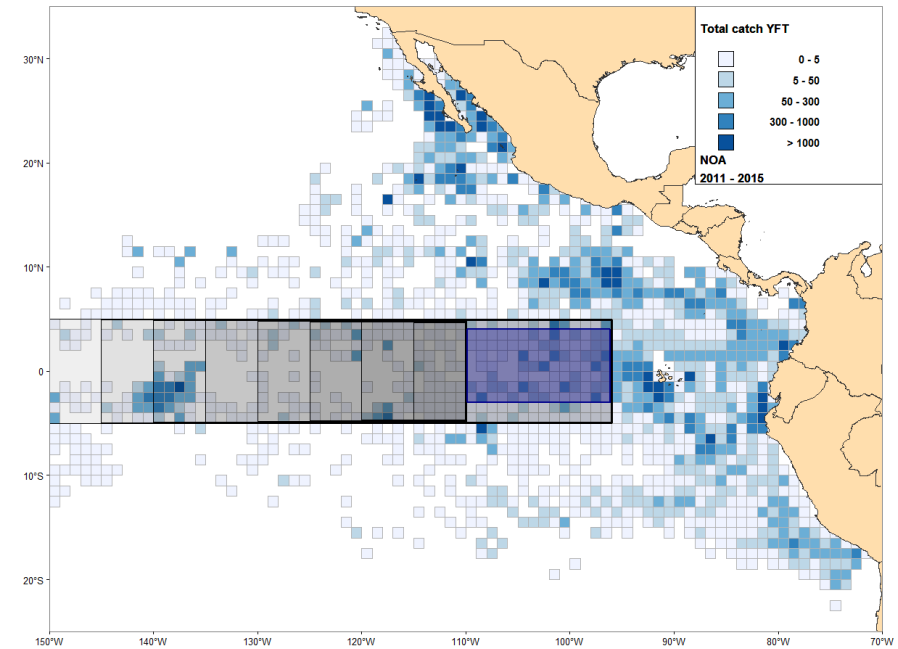 Total catch YFT
0 - 5
5 - 50
50 - 300
300 - 1000
> 1000
NOA
2011 - 2015
30°N
20°N
10°N
0
10°S
20°S
150°W 140°W 130°W 120°W 110°W 100°W 90°W 80°W 70°W